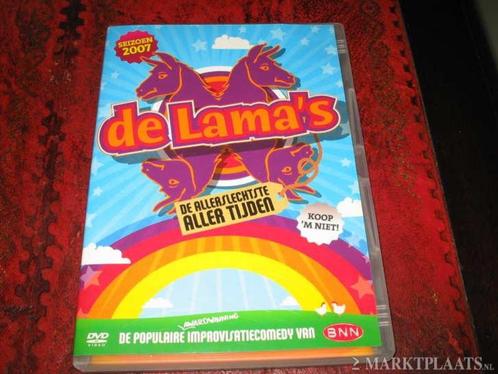 SEIZOEN
2007
de Lama's
DE ALLERSLECHTSTE
ALLER TIJDEN
KOOP
'M NIET!
AWARDWINNING
DE POPULAIRE IMPROVISATIECOMEDY VAN BNN
DVD
VIDEO
MARKTPLAATS.NL